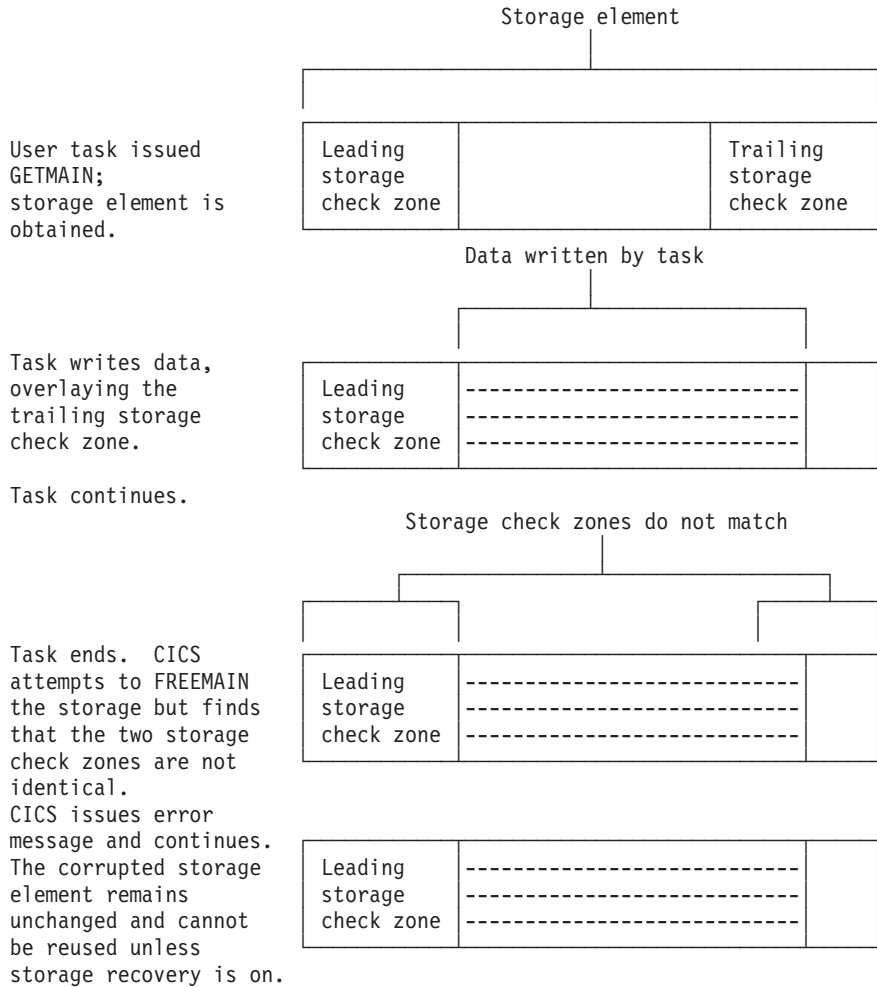 Storage element
User task issued
GETMAIN;
storage element is
obtained.
Leading
storage
check zone
Trailing
storage
check zone
Data written by task
Task writes data,
overlaying the
trailing storage
check zone.
Task continues.
Leading
storage
check zone
Storage check zones do not match
Task ends. CICS
attempts to FREEMAIN
the storage but finds
that the two storage
check zones are not
identical.
CICS issues error
message and continues.
The corrupted storage
element remains
unchanged and cannot
be reused unless
storage recovery is on.
Leading
storage
check zone
Leading
storage
check zone